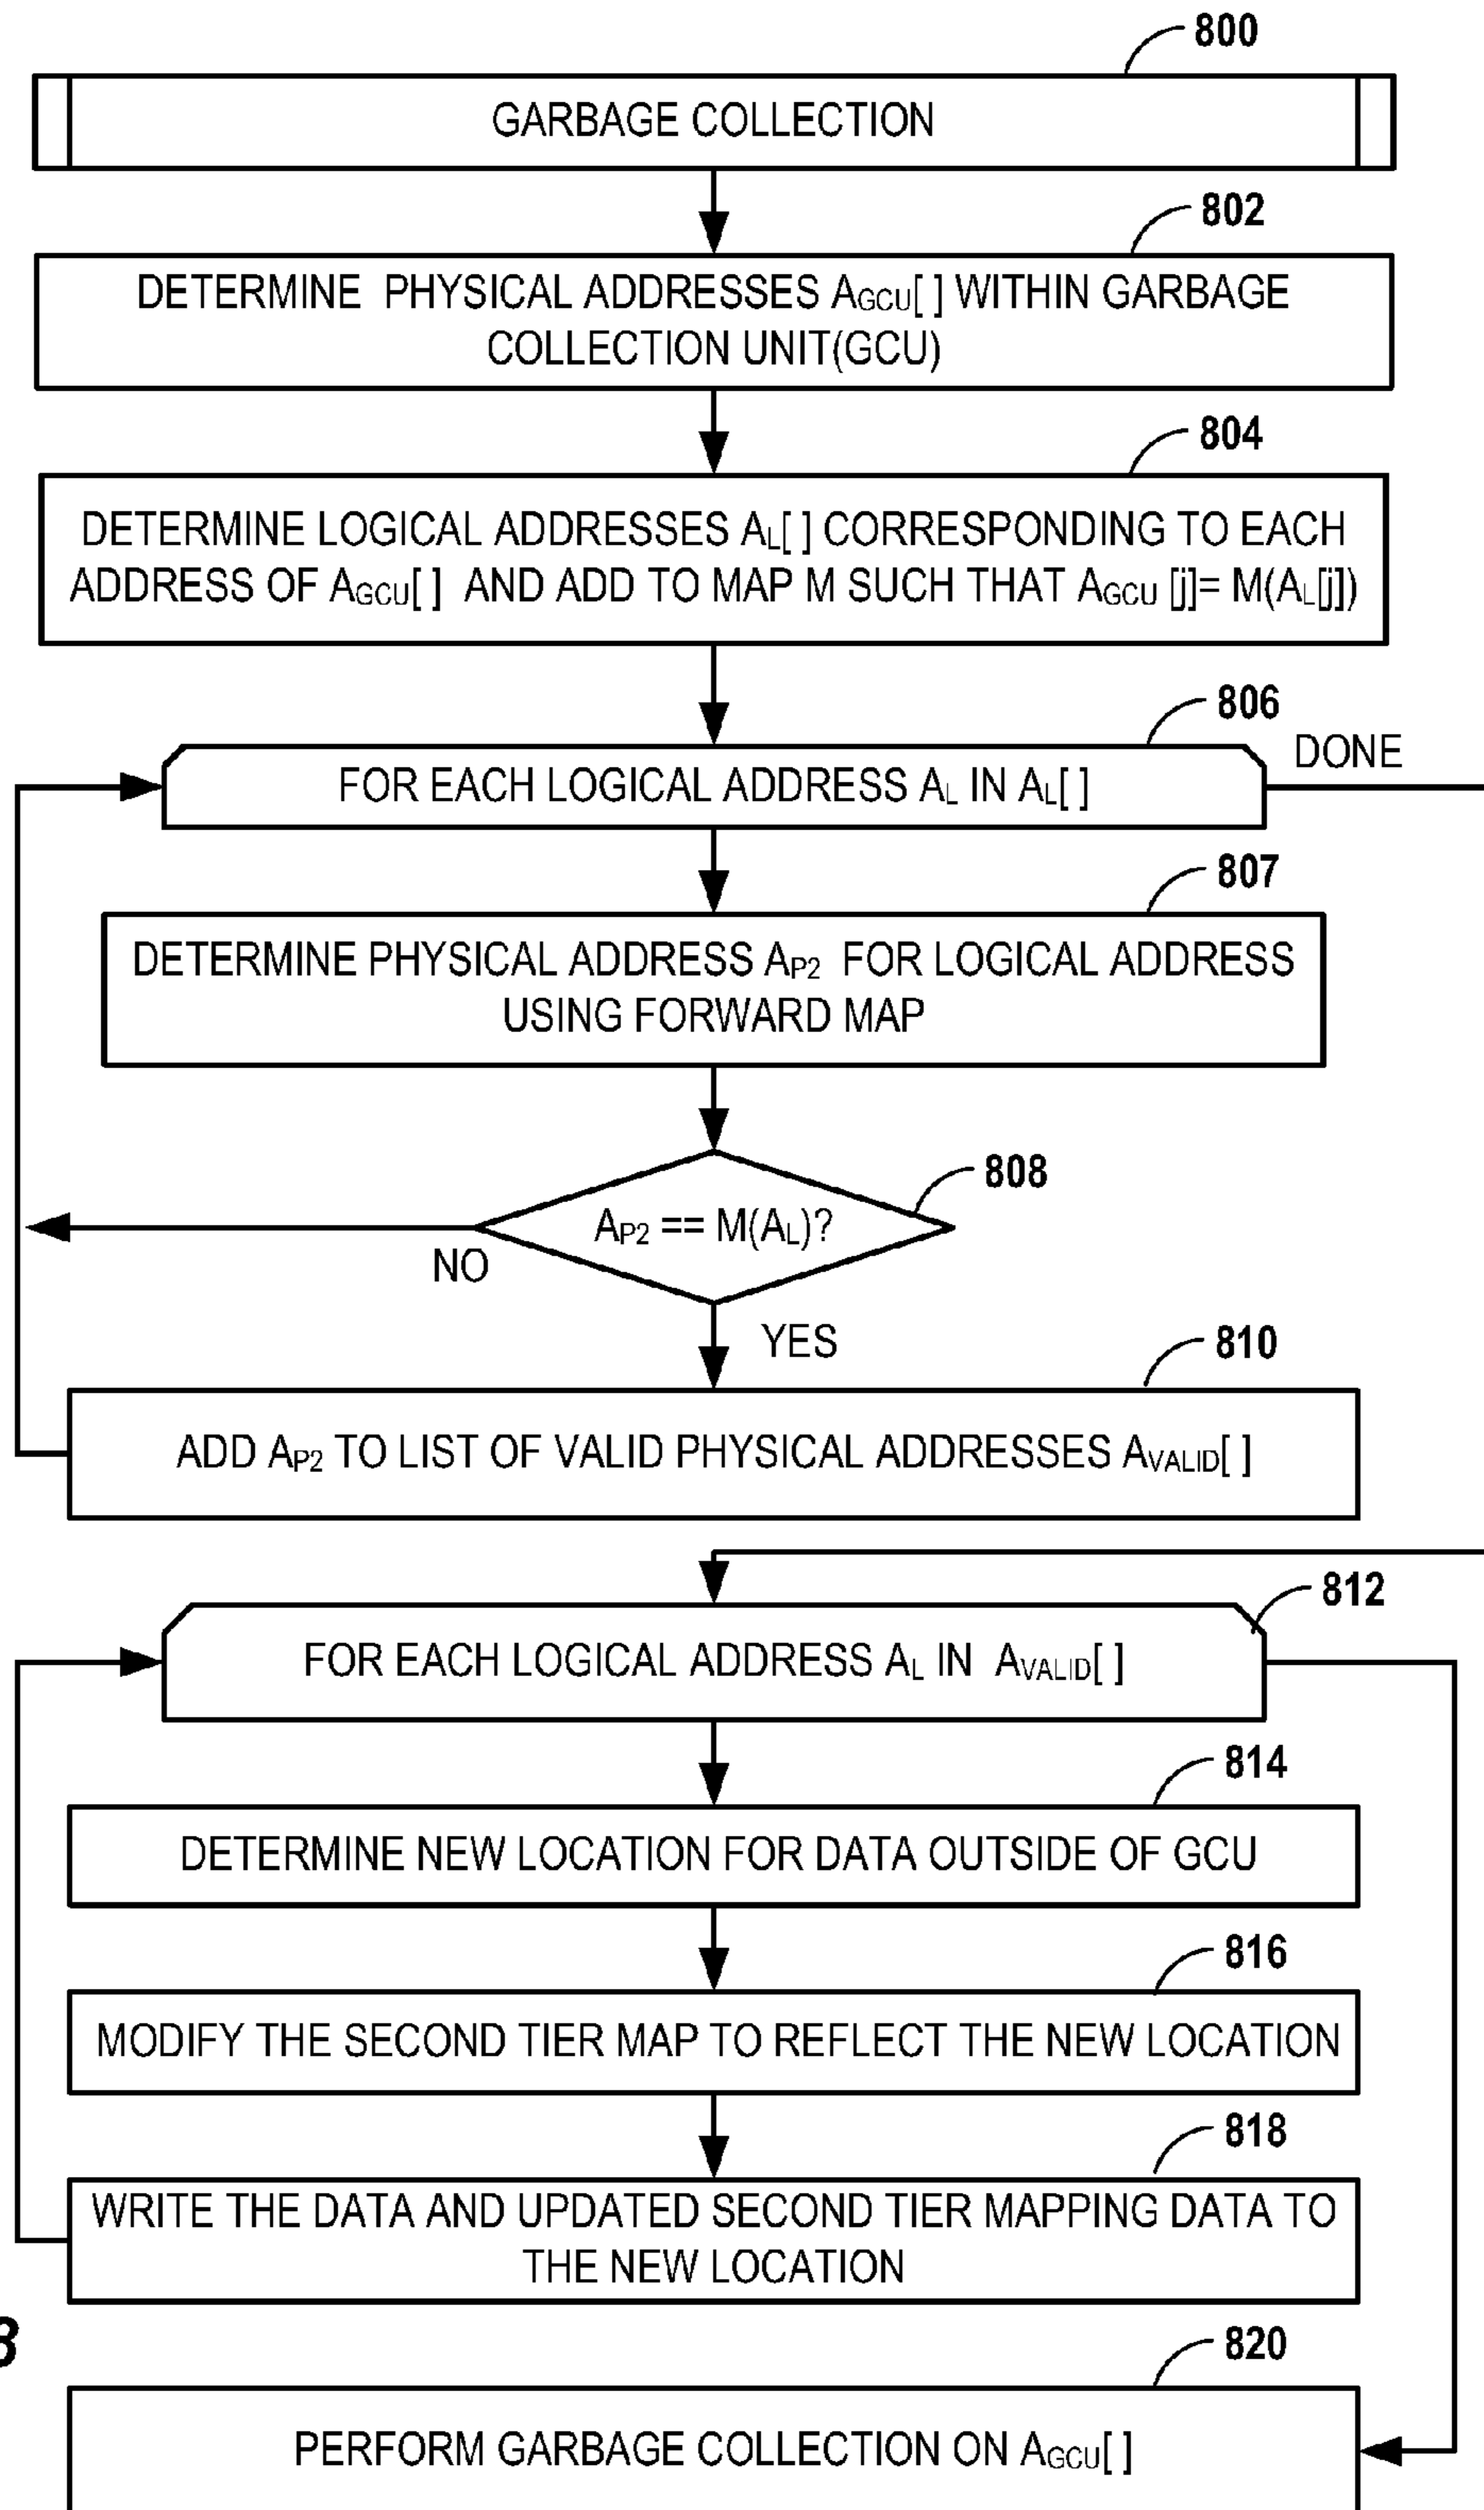 800
GARBAGE COLLECTION
802
DETERMINE PHYSICAL ADDRESSES AGCU[ ] WITHIN GARBAGE
COLLECTION UNIT(GCU)
804
DETERMINE LOGICAL ADDRESSES AL[ ] CORRESPONDING TO EACH
ADDRESS OF AGCU[ ] AND ADD TO MAP M SUCH THAT AGCU [j]= M(AL[j])
806
DONE
FOR EACH LOGICAL ADDRESS AL IN AL[ ]
807
DETERMINE PHYSICAL ADDRESS AP2 FOR LOGICAL ADDRESS
USING FORWARD MAP
808
AP2 == M(AL)?
NO
YES
810
ADD AP2 TO LIST OF VALID PHYSICAL ADDRESSES AVALID[ ]
812
FOR EACH LOGICAL ADDRESS AL IN AVALID[ ]
814
DETERMINE NEW LOCATION FOR DATA OUTSIDE OF GCU
816
MODIFY THE SECOND TIER MAP TO REFLECT THE NEW LOCATION
818
WRITE THE DATA AND UPDATED SECOND TIER MAPPING DATA TO
THE NEW LOCATION
820
PERFORM GARBAGE COLLECTION ON AGCU[ ]